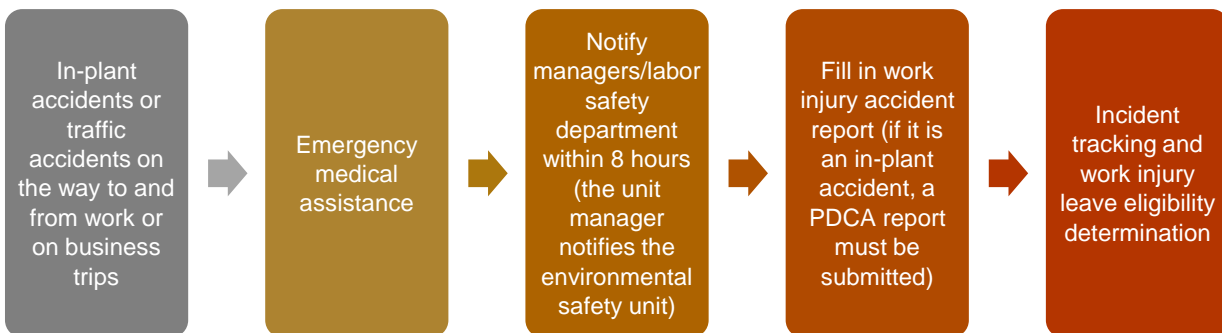 In-plant
accidents or
traffic
accidents on
the way to and
from work or
on business
trips
Emergency
medical
assistance
Notify
managers/labor
safety
department
within 8 hours
(the unit
manager
notifies the
environmental
safety unit)
Fill in work
injury accident
report (if it is
an in-plant
accident, a
PDCA report
must be
submitted)
Incident
tracking and
work injury
leave eligibility
determination